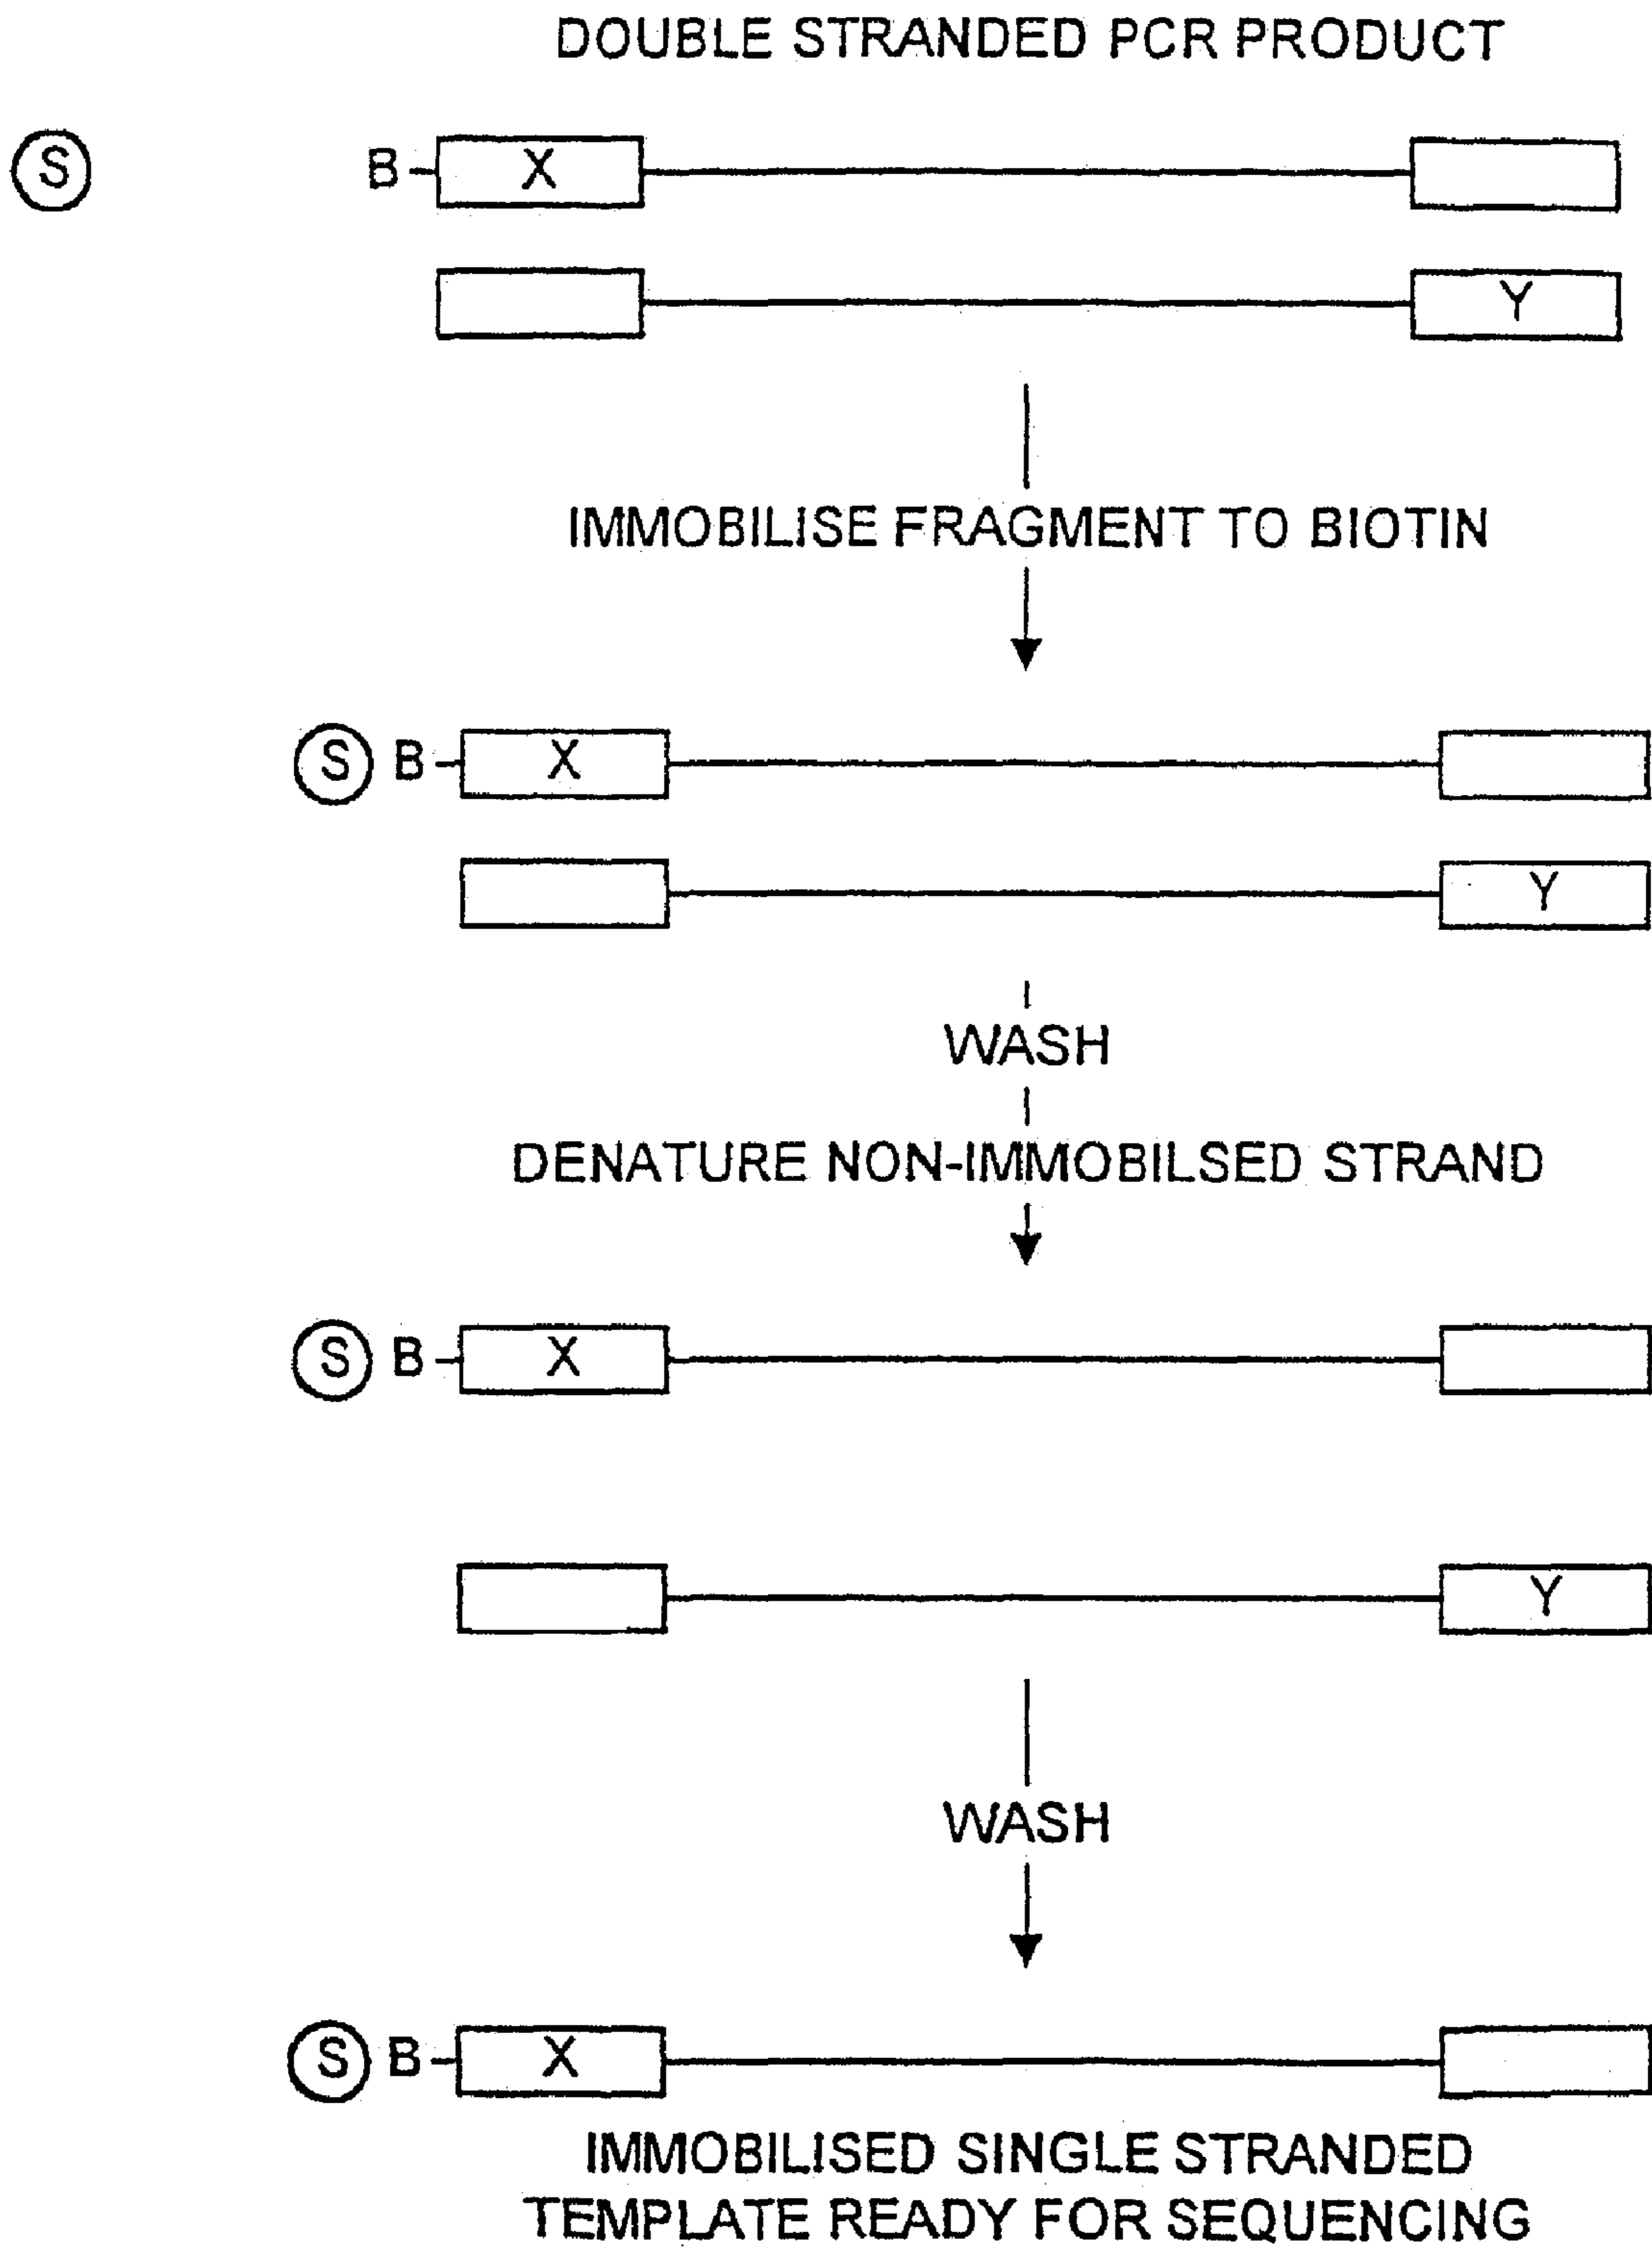 DOUBLE STRANDED PCR PRODUCT
S B X
Y
IMMOBILISE FRAGMENT TO BIOTIN
S B X
Y
WASH
DENATURE NON-IMMOBILSED STRAND
S B X
Y
WASH
S B X
IMMOBILISED SINGLE STRANDED
TEMPLATE READY FOR SEQUENCING